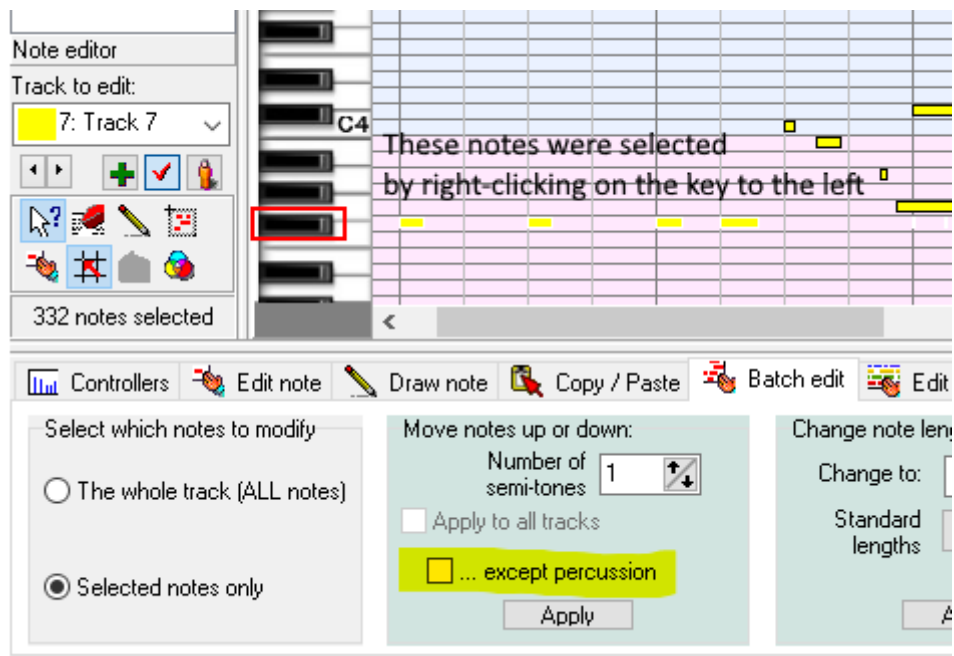 Note editor
Track to edit:
7: Track 7
C4
These notes were selected
by right-clicking on the key to the left
332 notes selected
Controllers
Edit note
Draw note
Copy / Paste
Batch edit
Edit
Select which notes to modify
The whole track (ALL notes)
Selected notes only
Move notes up or down:
Number of
semi-tones
1
Apply to all tracks
... except percussion
Apply
Change note
Change to:
Standard
lengths